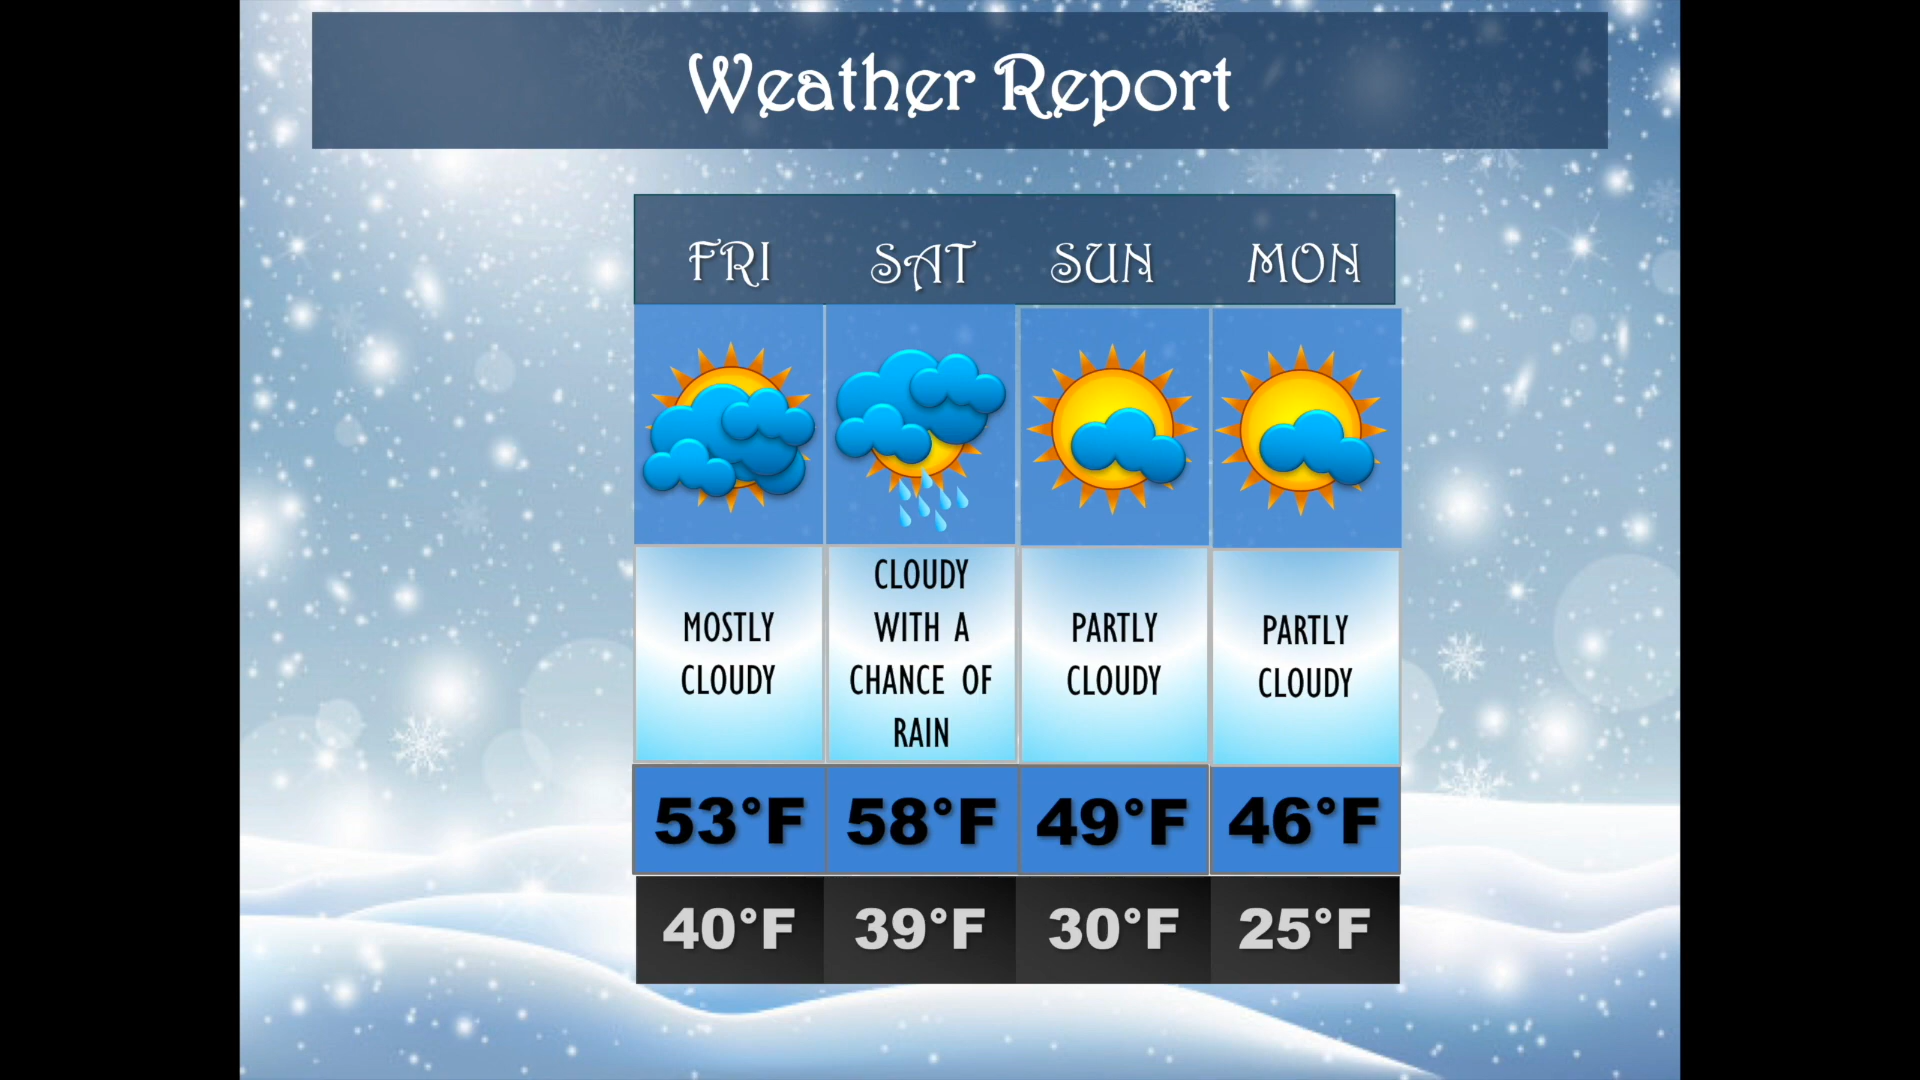 Weather Report
FRI SAT SUN MON
MOSTLY
CLOUDY
CLOUDY
WITH A
CHANCE OF
RAIN
PARTLY
CLOUDY
PARTLY
CLOUDY
53°F 58°F 49°F 46°F
40°F 39°F 30°F 25°F